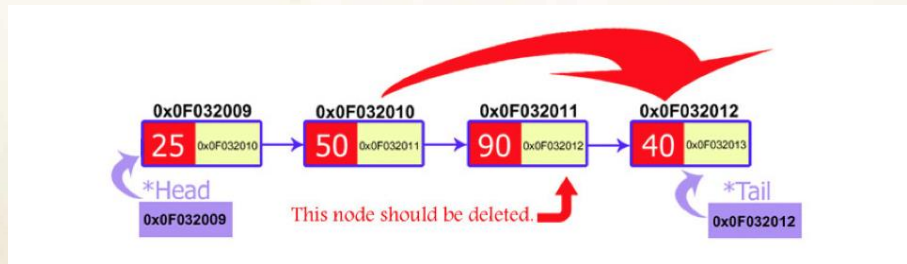 0x0F032009 0x0F032010 0x0F032011 0x0F032012
25 0x0F032010 50 0x0F032011 90 0x0F032012 40 0x0F032013
*Head *Tail
0x0F032009 This node should be deleted. 0x0F032012